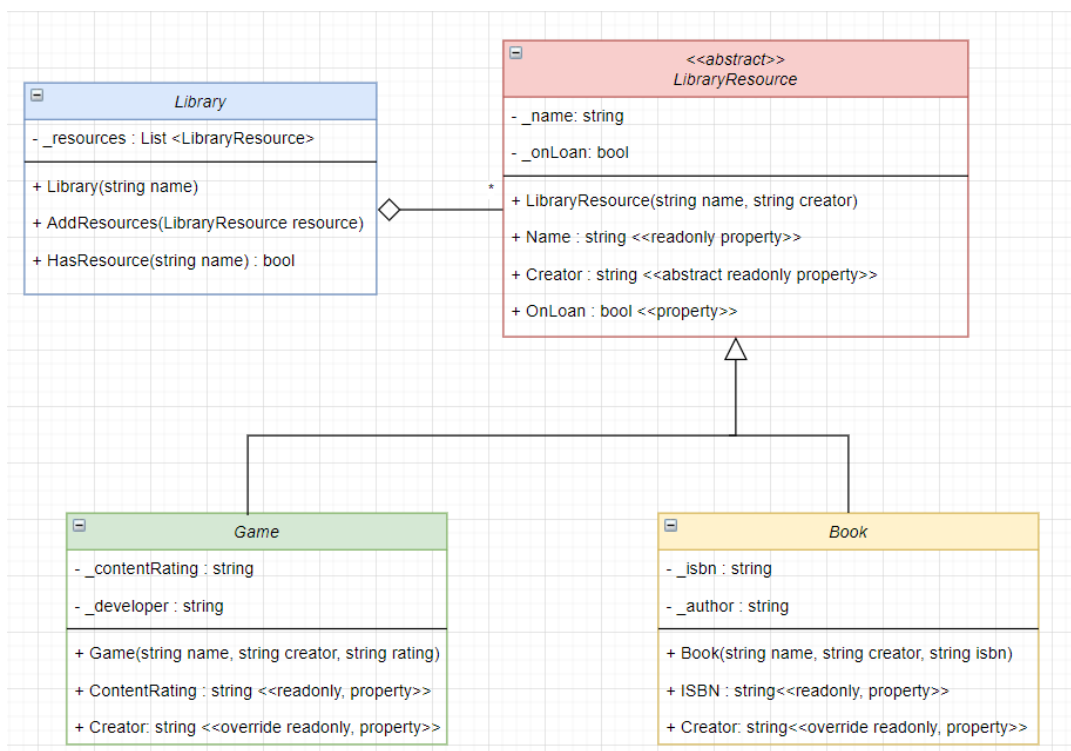 Library
- _resources : List <LibraryResource>
+ Library(string name)
+ AddResources(LibraryResource resource)
+ HasResource(string name) : bool
*
<<abstract>>
LibraryResource
- _name: string
- _onLoan: bool
+ LibraryResource(string name, string creator)
+ Name : string <<readonly property>>
+ Creator : string <<abstract readonly property>>
+ OnLoan : bool <<property>>
Game
- _contentRating : string
- _developer : string
+ Game(string name, string creator, string rating)
+ ContentRating : string <<readonly, property>>
+ Creator: string <<override readonly, property>>
Book
- _isbn : string
- _author : string
+ Book(string name, string creator, string isbn)
+ ISBN : string<<readonly, property>>
+ Creator: string<<override readonly, property>>